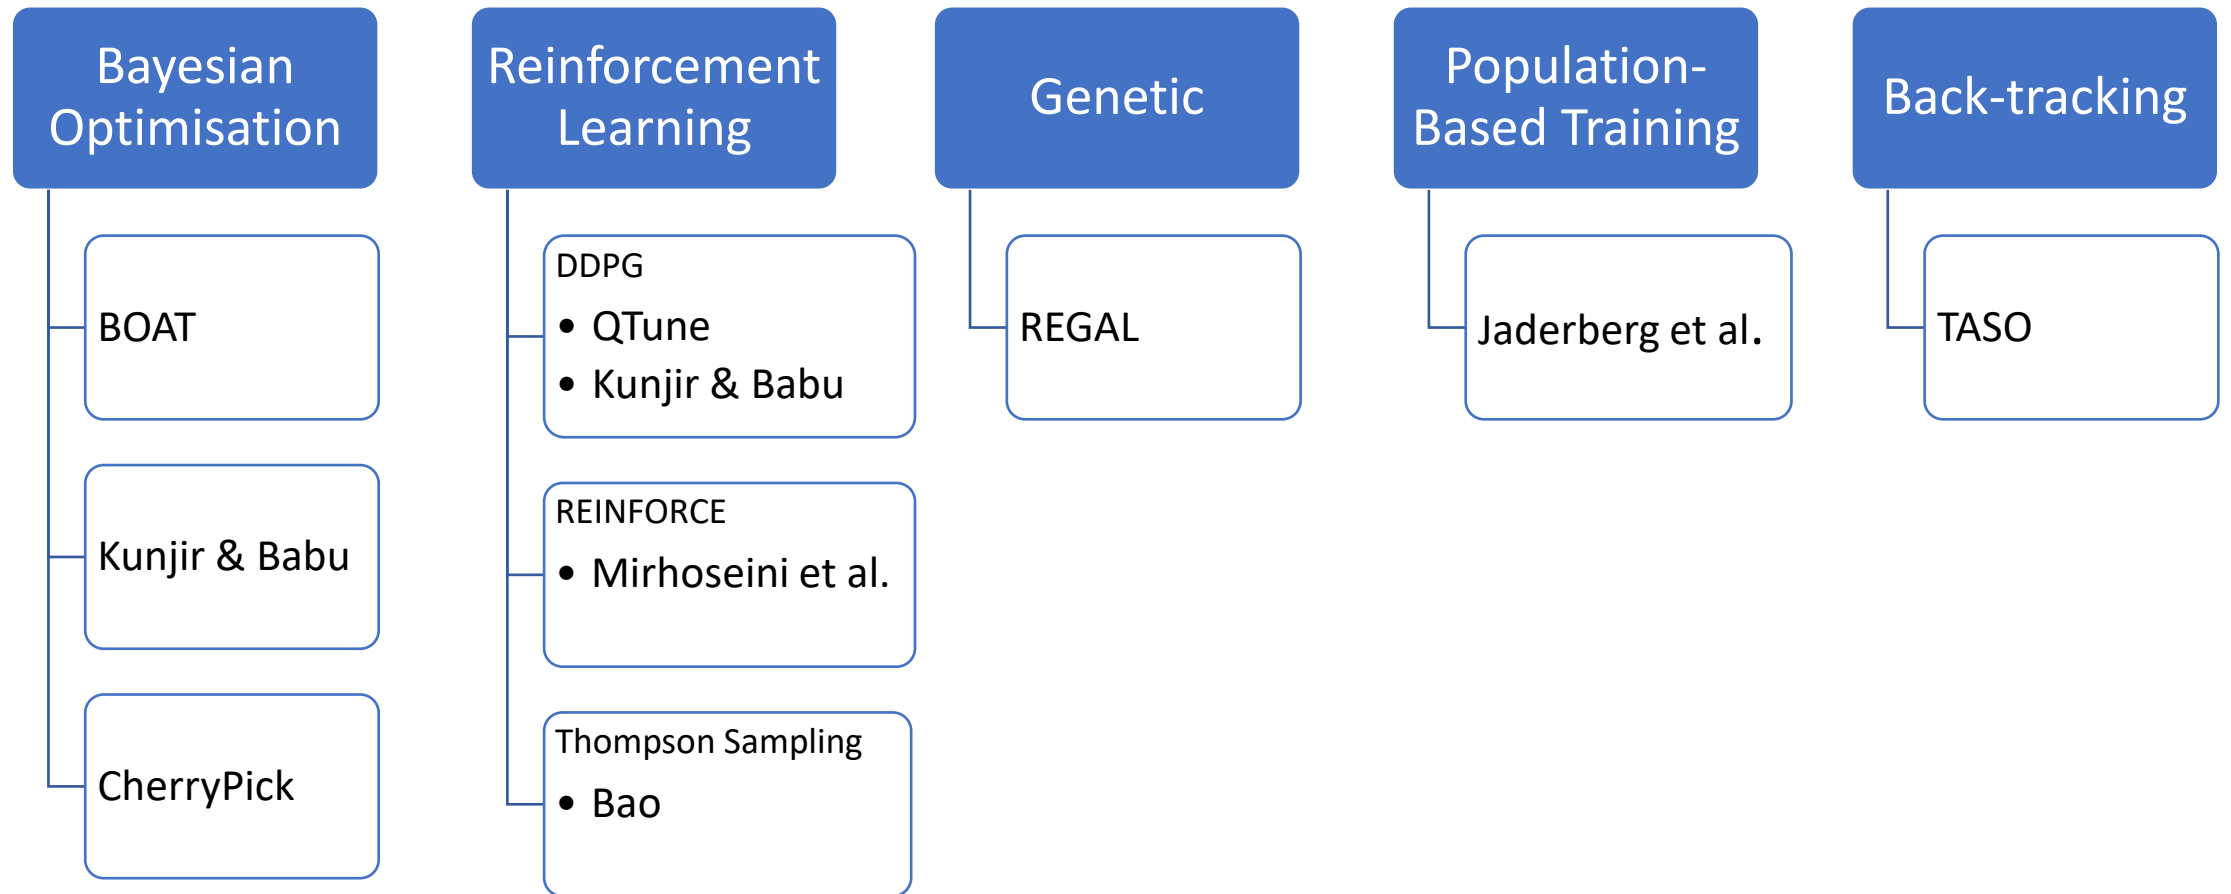 Bayesian
Optimisation
BOAT
Kunjir & Babu
CherryPick
Reinforcement
Learning
DDPG
• QTune
• Kunjir & Babu
REINFORCE
• Mirhoseini et al.
Thompson Sampling
• Bao
Genetic
REGAL
Population-
Based Training
Jaderberg et al.
Back-tracking
TASO